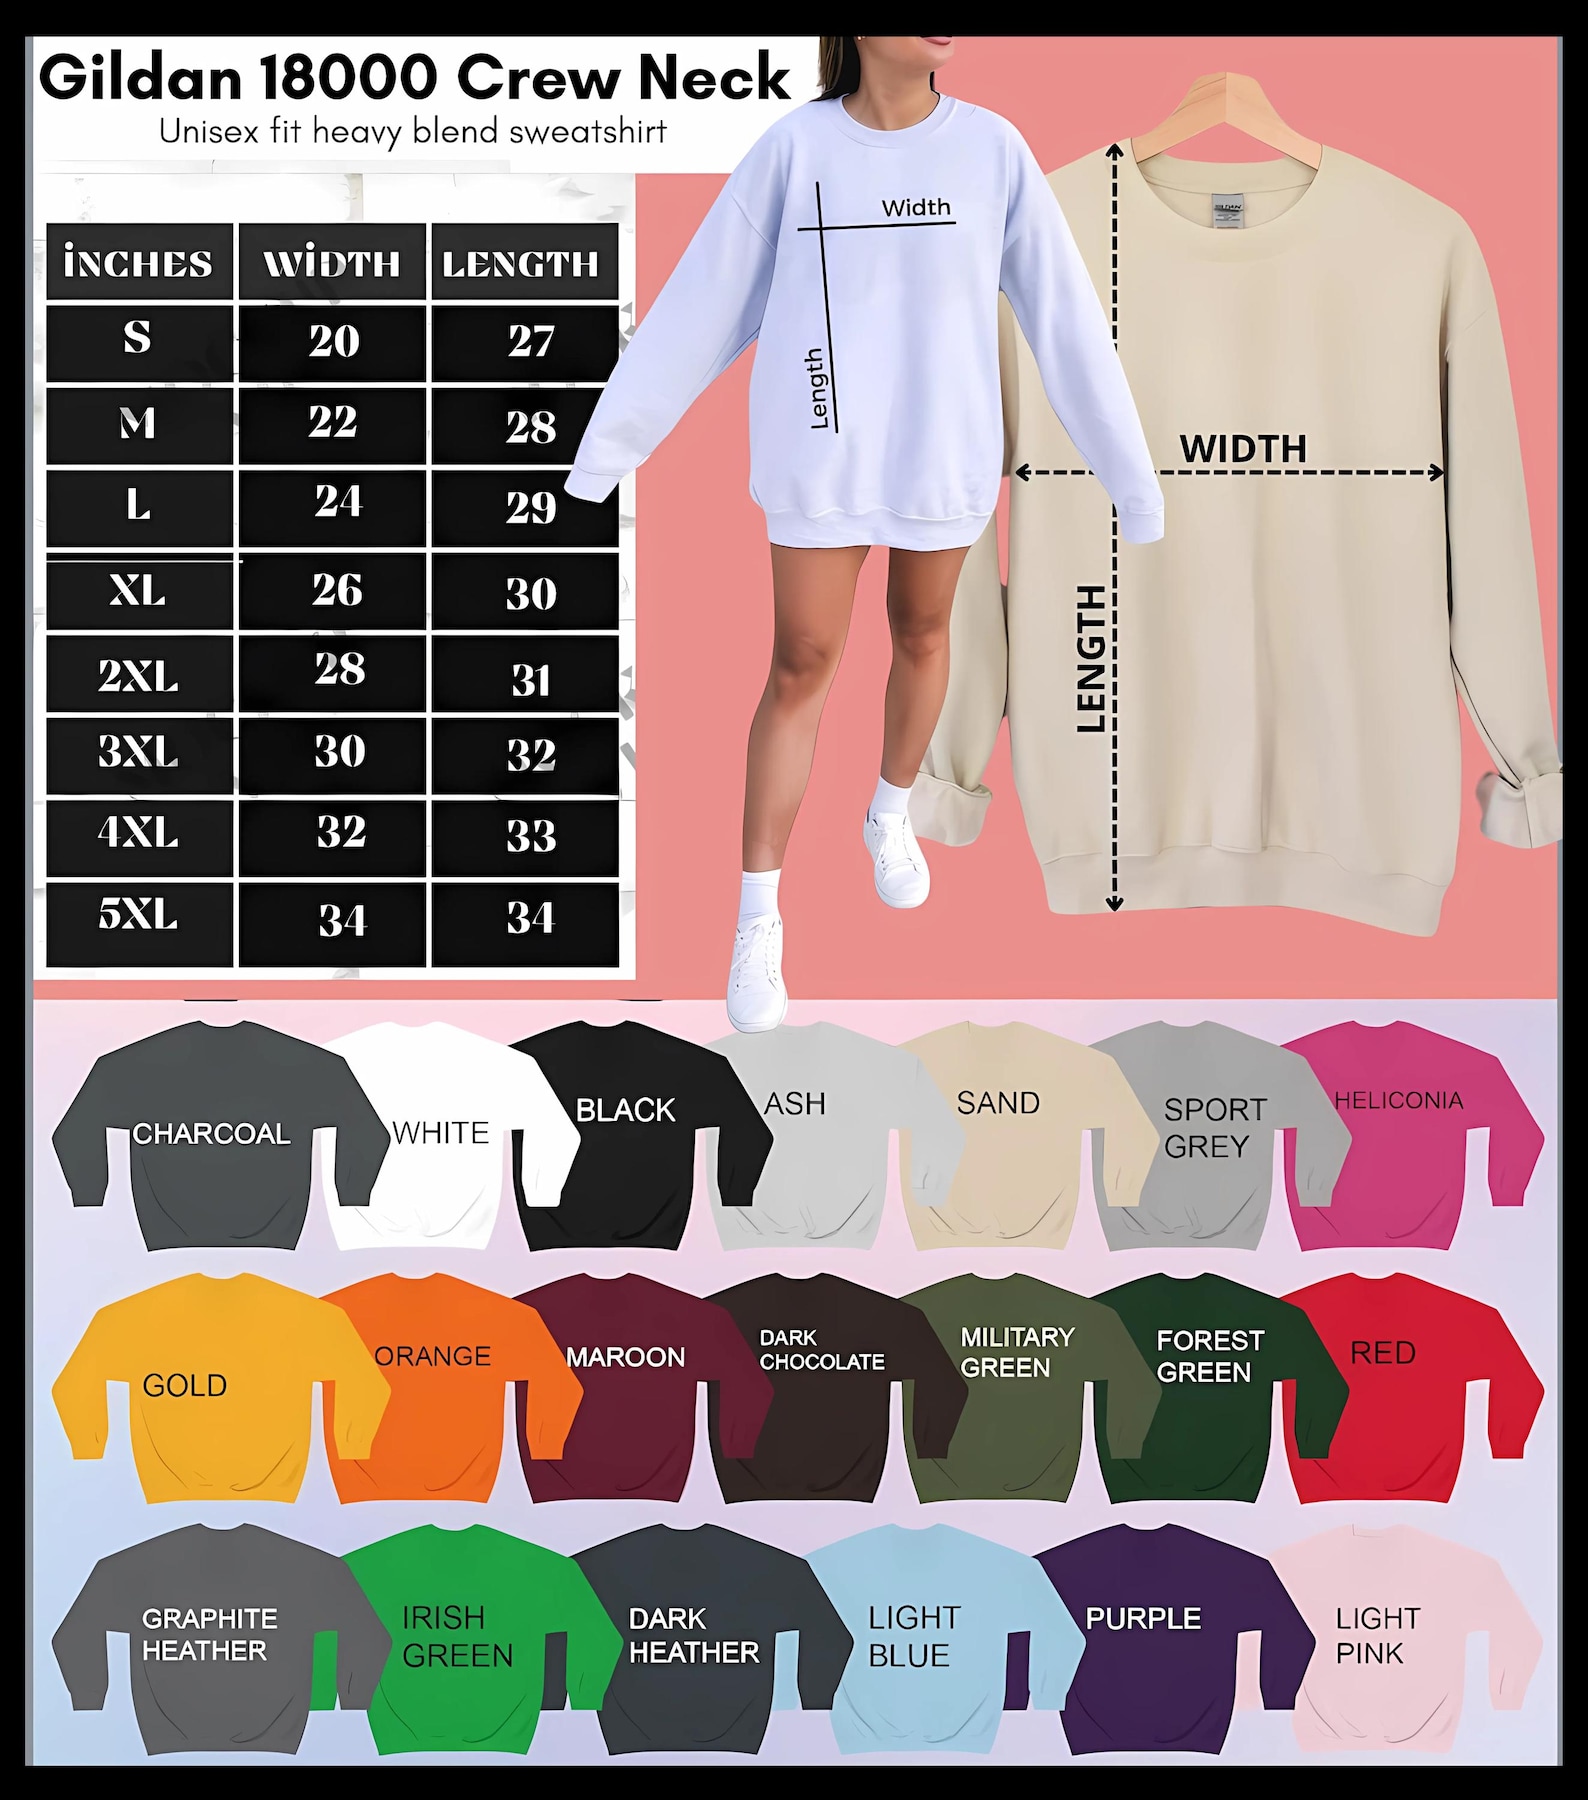 Gildan 18000 Crew Neck
Unisex fit heavy blend sweatshirt
iNCHES WiDTH LENGTH
S 20 27
M 22 28
L 24 29
XL 26 30
2XL 28 31
3XL 30 32
4XL 32 33
5XL 34 34
Width
Length
WIDTH
LENGTH
CHARCOAL
WHITE
BLACK
ASH
SAND
SPORT
GREY
HELICONIA
GOLD
ORANGE
MAROON
DARK
CHOCOLATE
MILITARY
GREEN
FOREST
GREEN
RED
GRAPHITE
HEATHER
IRISH
GREEN
DARK
HEATHER
LIGHT
BLUE
PURPLE
LIGHT
PINK